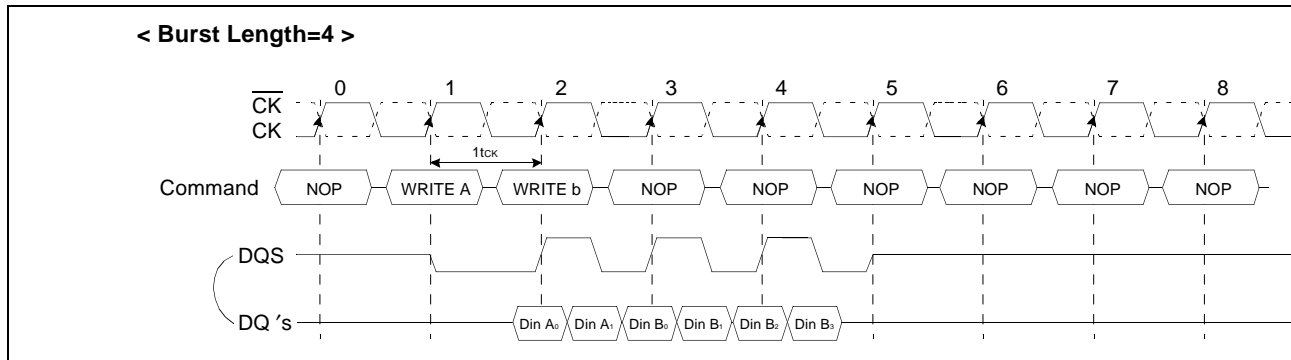 < Burst Length=4 >
0 1 2 3 4 5 6 7 8
CK
CK
1tCK
Command NOP WRITE A WRITE b NOP NOP NOP NOP NOP NOP
DQS
DQ ′s Din A0 Din A1 Din B0 Din B1 Din B2 Din B3